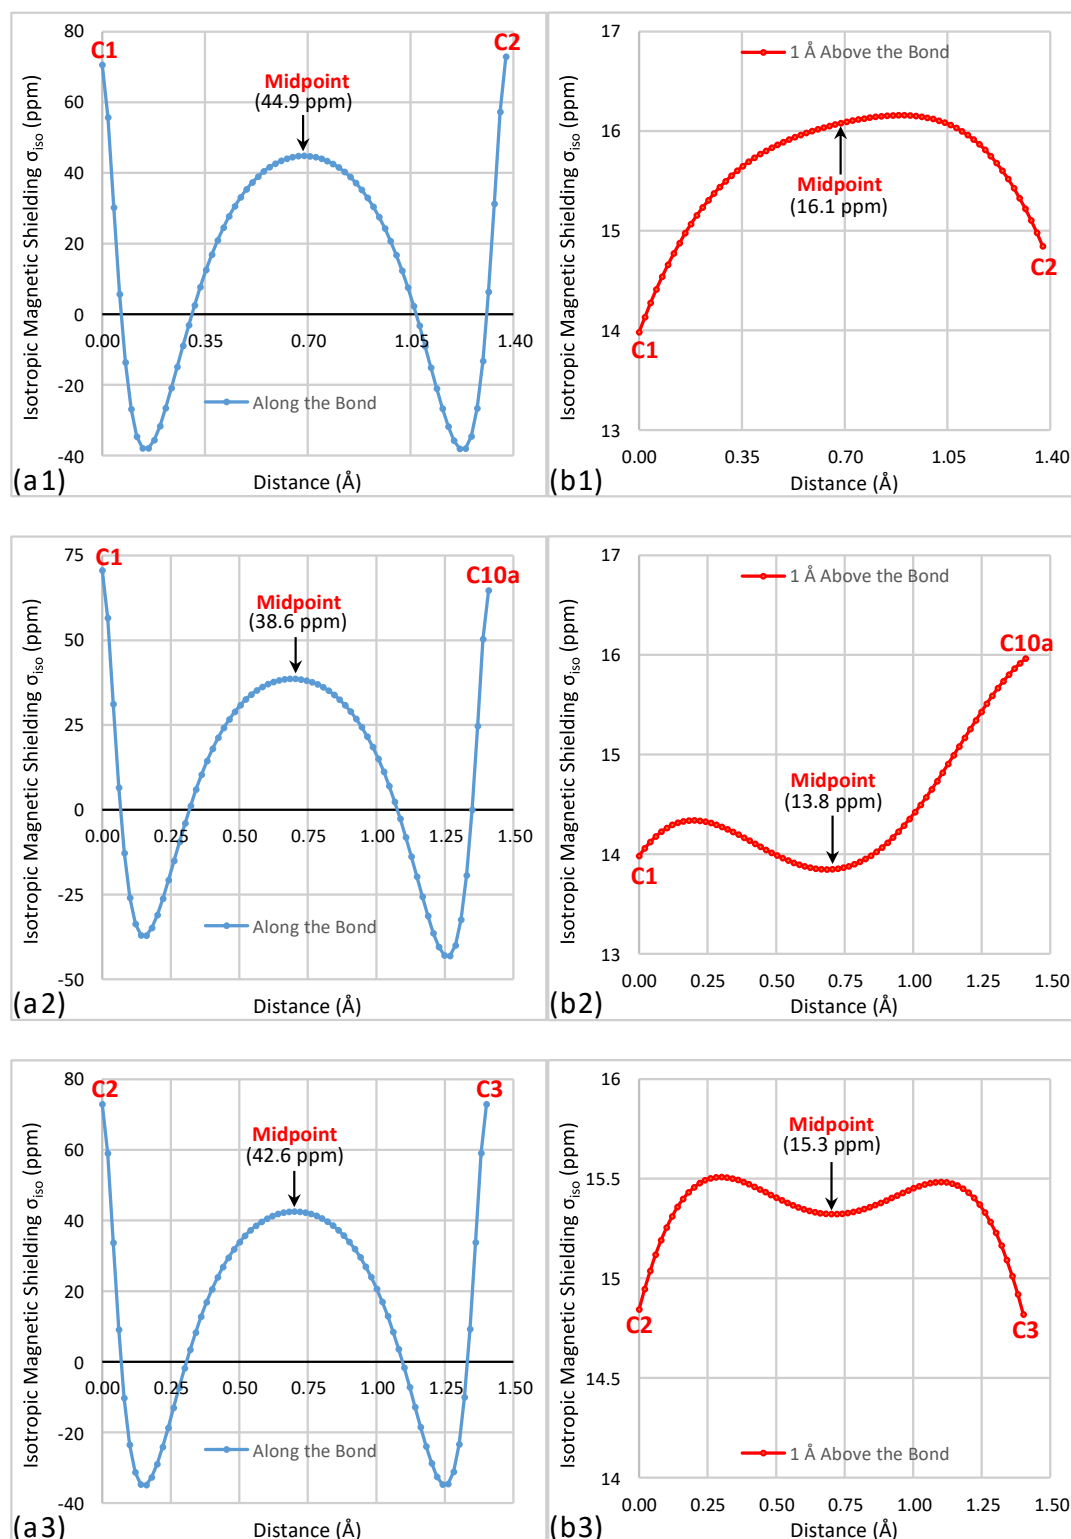 80
60
40
20
0
-20
-40
0.00
0.35
0.70
1.05
1.40
C1
C2
Midpoint
(44.9 ppm)
Along the Bond
Isotropic Magnetic Shielding σiso (ppm)
Distance (Å)
(a1)
17
16
15
14
13
0.00
0.35
0.70
1.05
1.40
1 Å Above the Bond
Midpoint
(16.1 ppm)
C1
C2
Isotropic Magnetic Shielding σiso (ppm)
Distance (Å)
(b1)
75
50
25
0
-25
-50
0.00
0.25
0.50
0.75
1.00
1.25
1.50
C1
C10a
Midpoint
(38.6 ppm)
Along the Bond
Isotropic Magnetic Shielding σiso (ppm)
Distance (Å)
(a2)
17
16
15
14
13
0.00
0.25
0.50
0.75
1.00
1.25
1.50
1 Å Above the Bond
C10a
Midpoint
(13.8 ppm)
C1
Isotropic Magnetic Shielding σiso (ppm)
Distance (Å)
(b2)
80
60
40
20
0
-20
-40
0.00
0.25
0.50
0.75
1.00
1.25
1.50
C2
C3
Midpoint
(42.6 ppm)
Along the Bond
Isotropic Magnetic Shielding σiso (ppm)
Distance (Å)
(a3)
16
15.5
15
14.5
14
0.00
0.25
0.50
0.75
1.00
1.25
1.50
Midpoint
(15.3 ppm)
C2
C3
1 Å Above the Bond
Isotropic Magnetic Shielding σiso (ppm)
Distance (Å)
(b3)